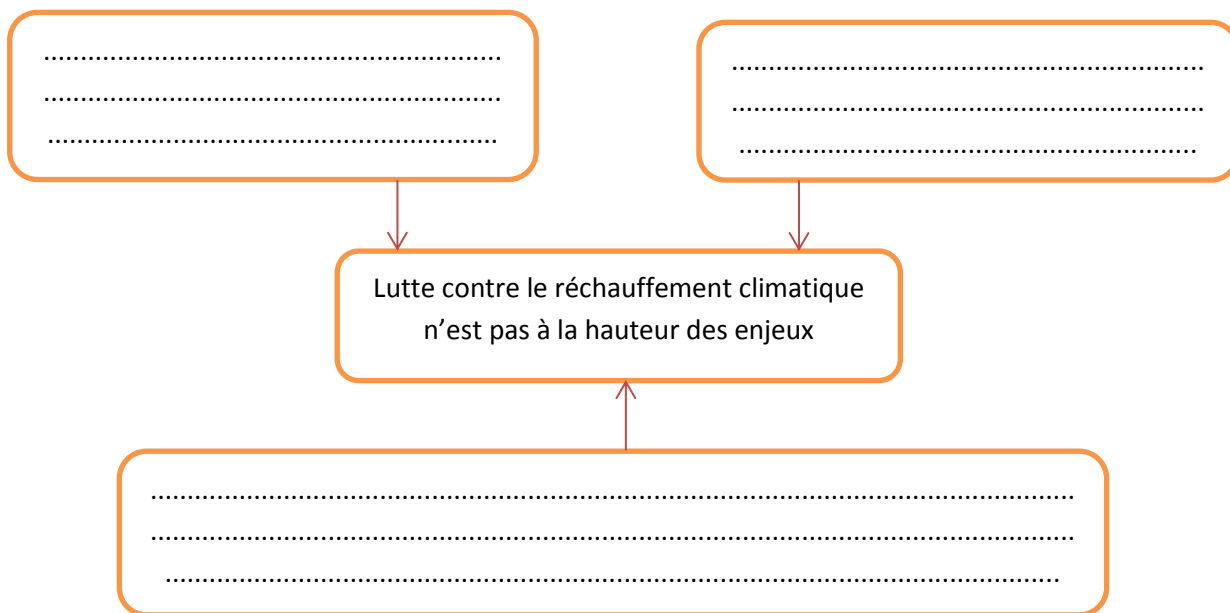 Lutte contre le réchauffement climatique
n’est pas à la hauteur des enjeux